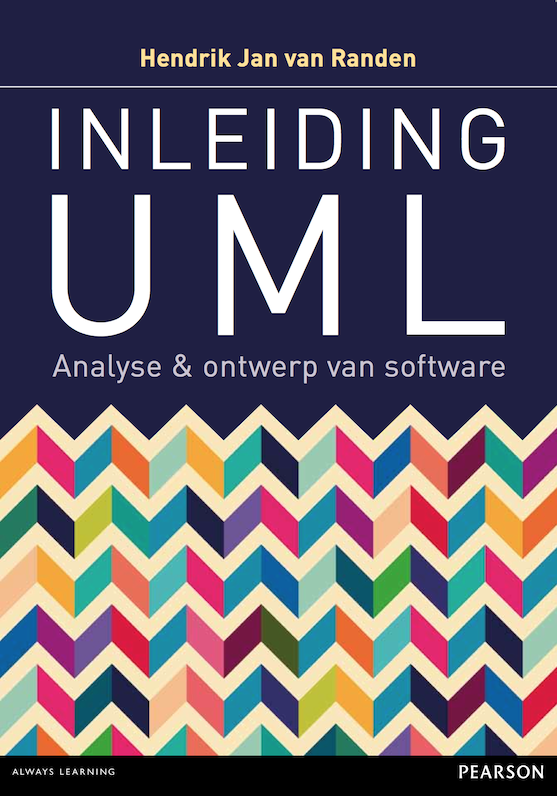 Hendrik Jan van Randen
INLEIDING
UML
Analyse & ontwerp van software
ALWAYS LEARNING
PEARSON